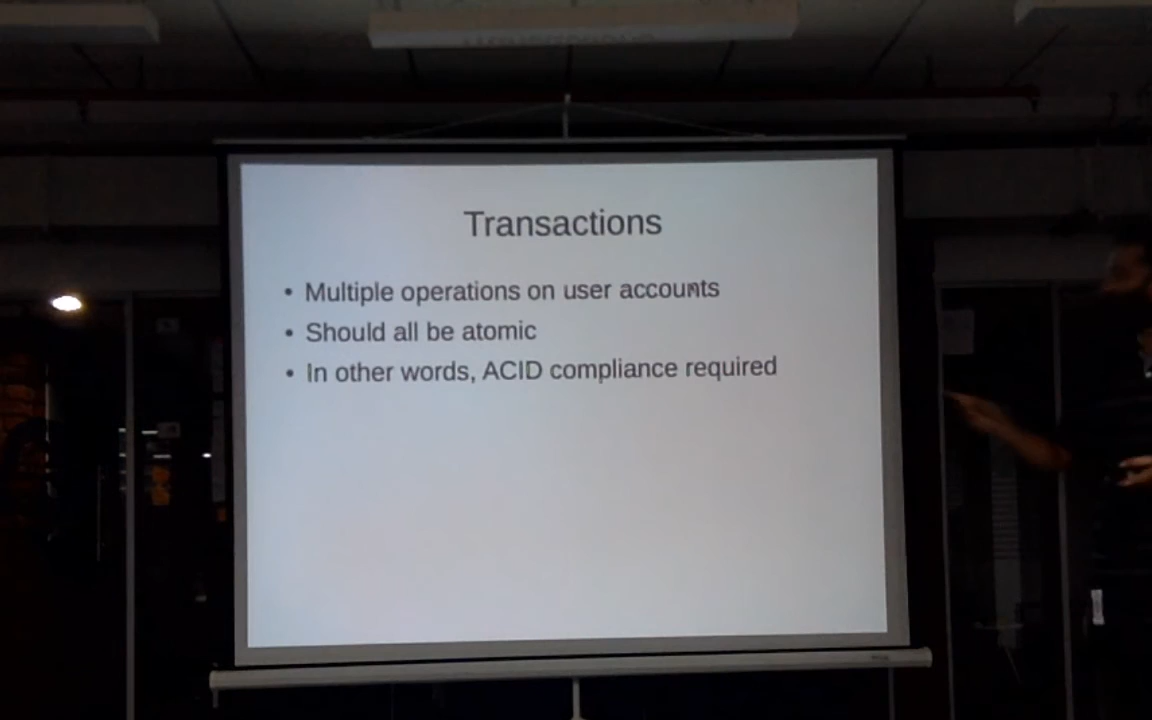 Transactions
• Multiple operations on user accounts
• Should all be atomic
• In other words, ACID compliance required